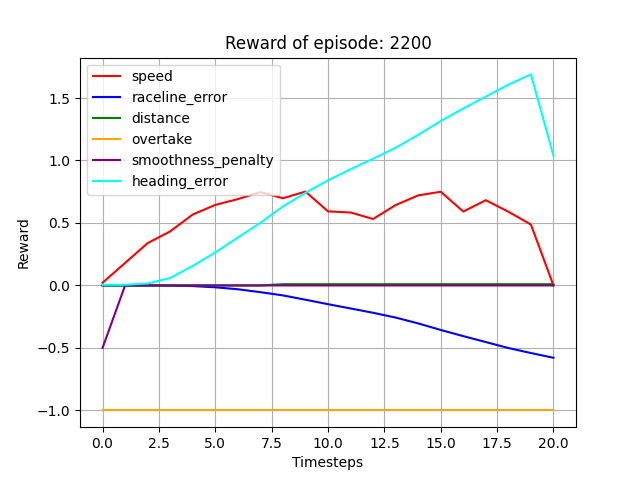 Reward of episode: 2200
speed
raceline_error
distance
overtake
smoothness_penalty
heading_error
1.5
1.0
0.5
0.0
−0.5
−1.0
Reward
0.0 2.5 5.0 7.5 10.0 12.5 15.0 17.5 20.0
Timesteps